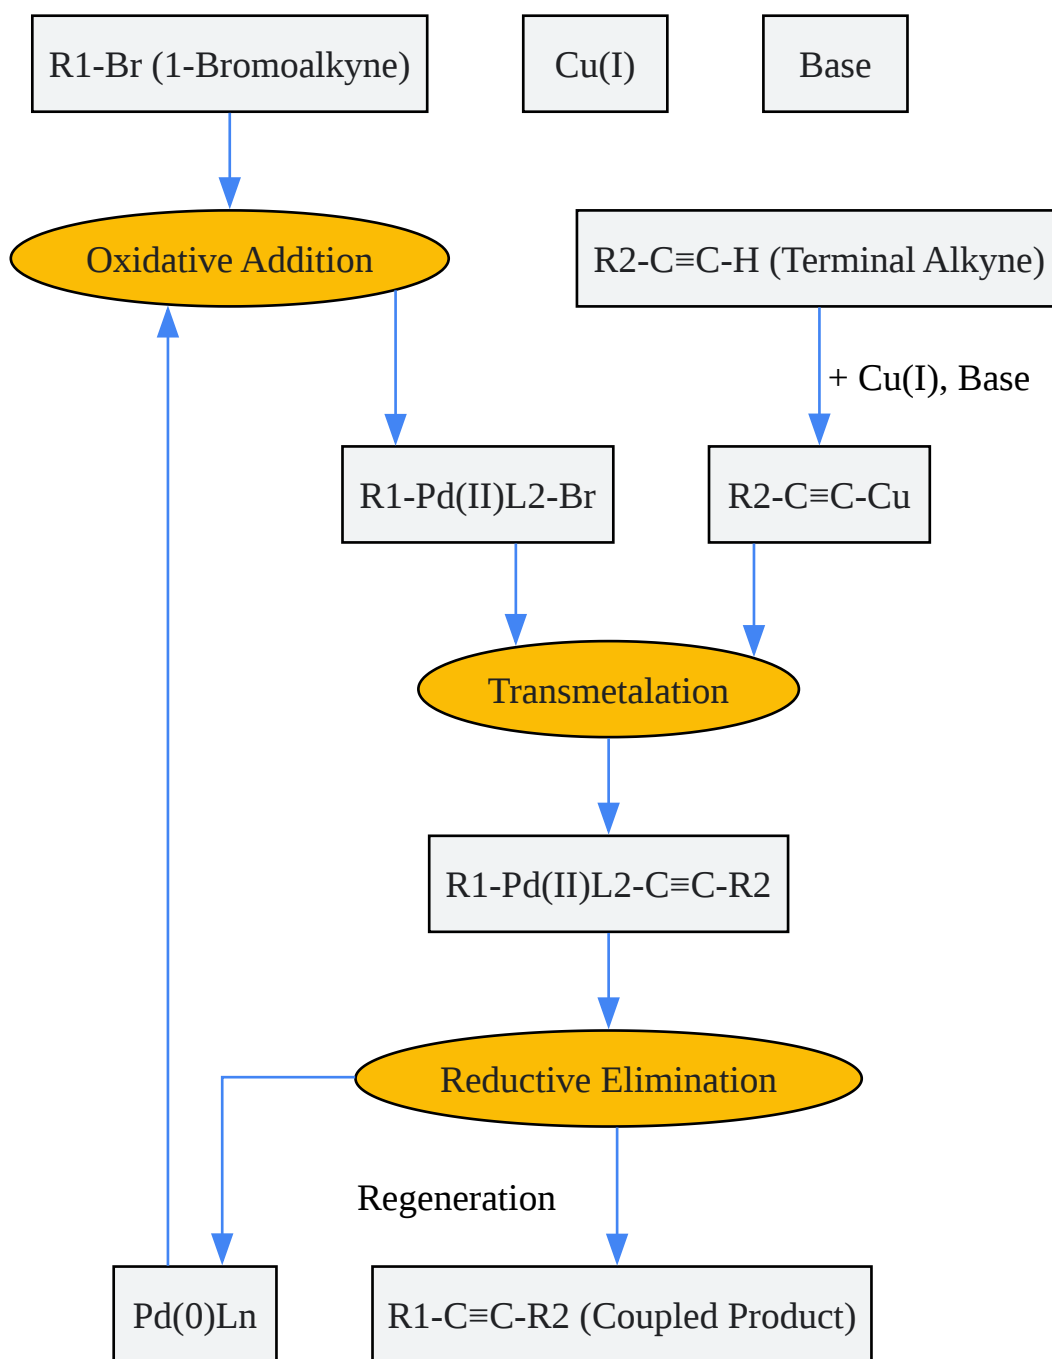 R1-Br (1-Bromoalkyne)
Cu(I)
Base
Oxidative Addition
R2-C≡C-H (Terminal Alkyne)
+ Cu(I), Base
R1-Pd(II)L2-Br
R2-C≡C-Cu
Transmetalation
R1-Pd(II)L2-C≡C-R2
Reductive Elimination
Regeneration
Pd(0)Ln
R1-C≡C-R2 (Coupled Product)